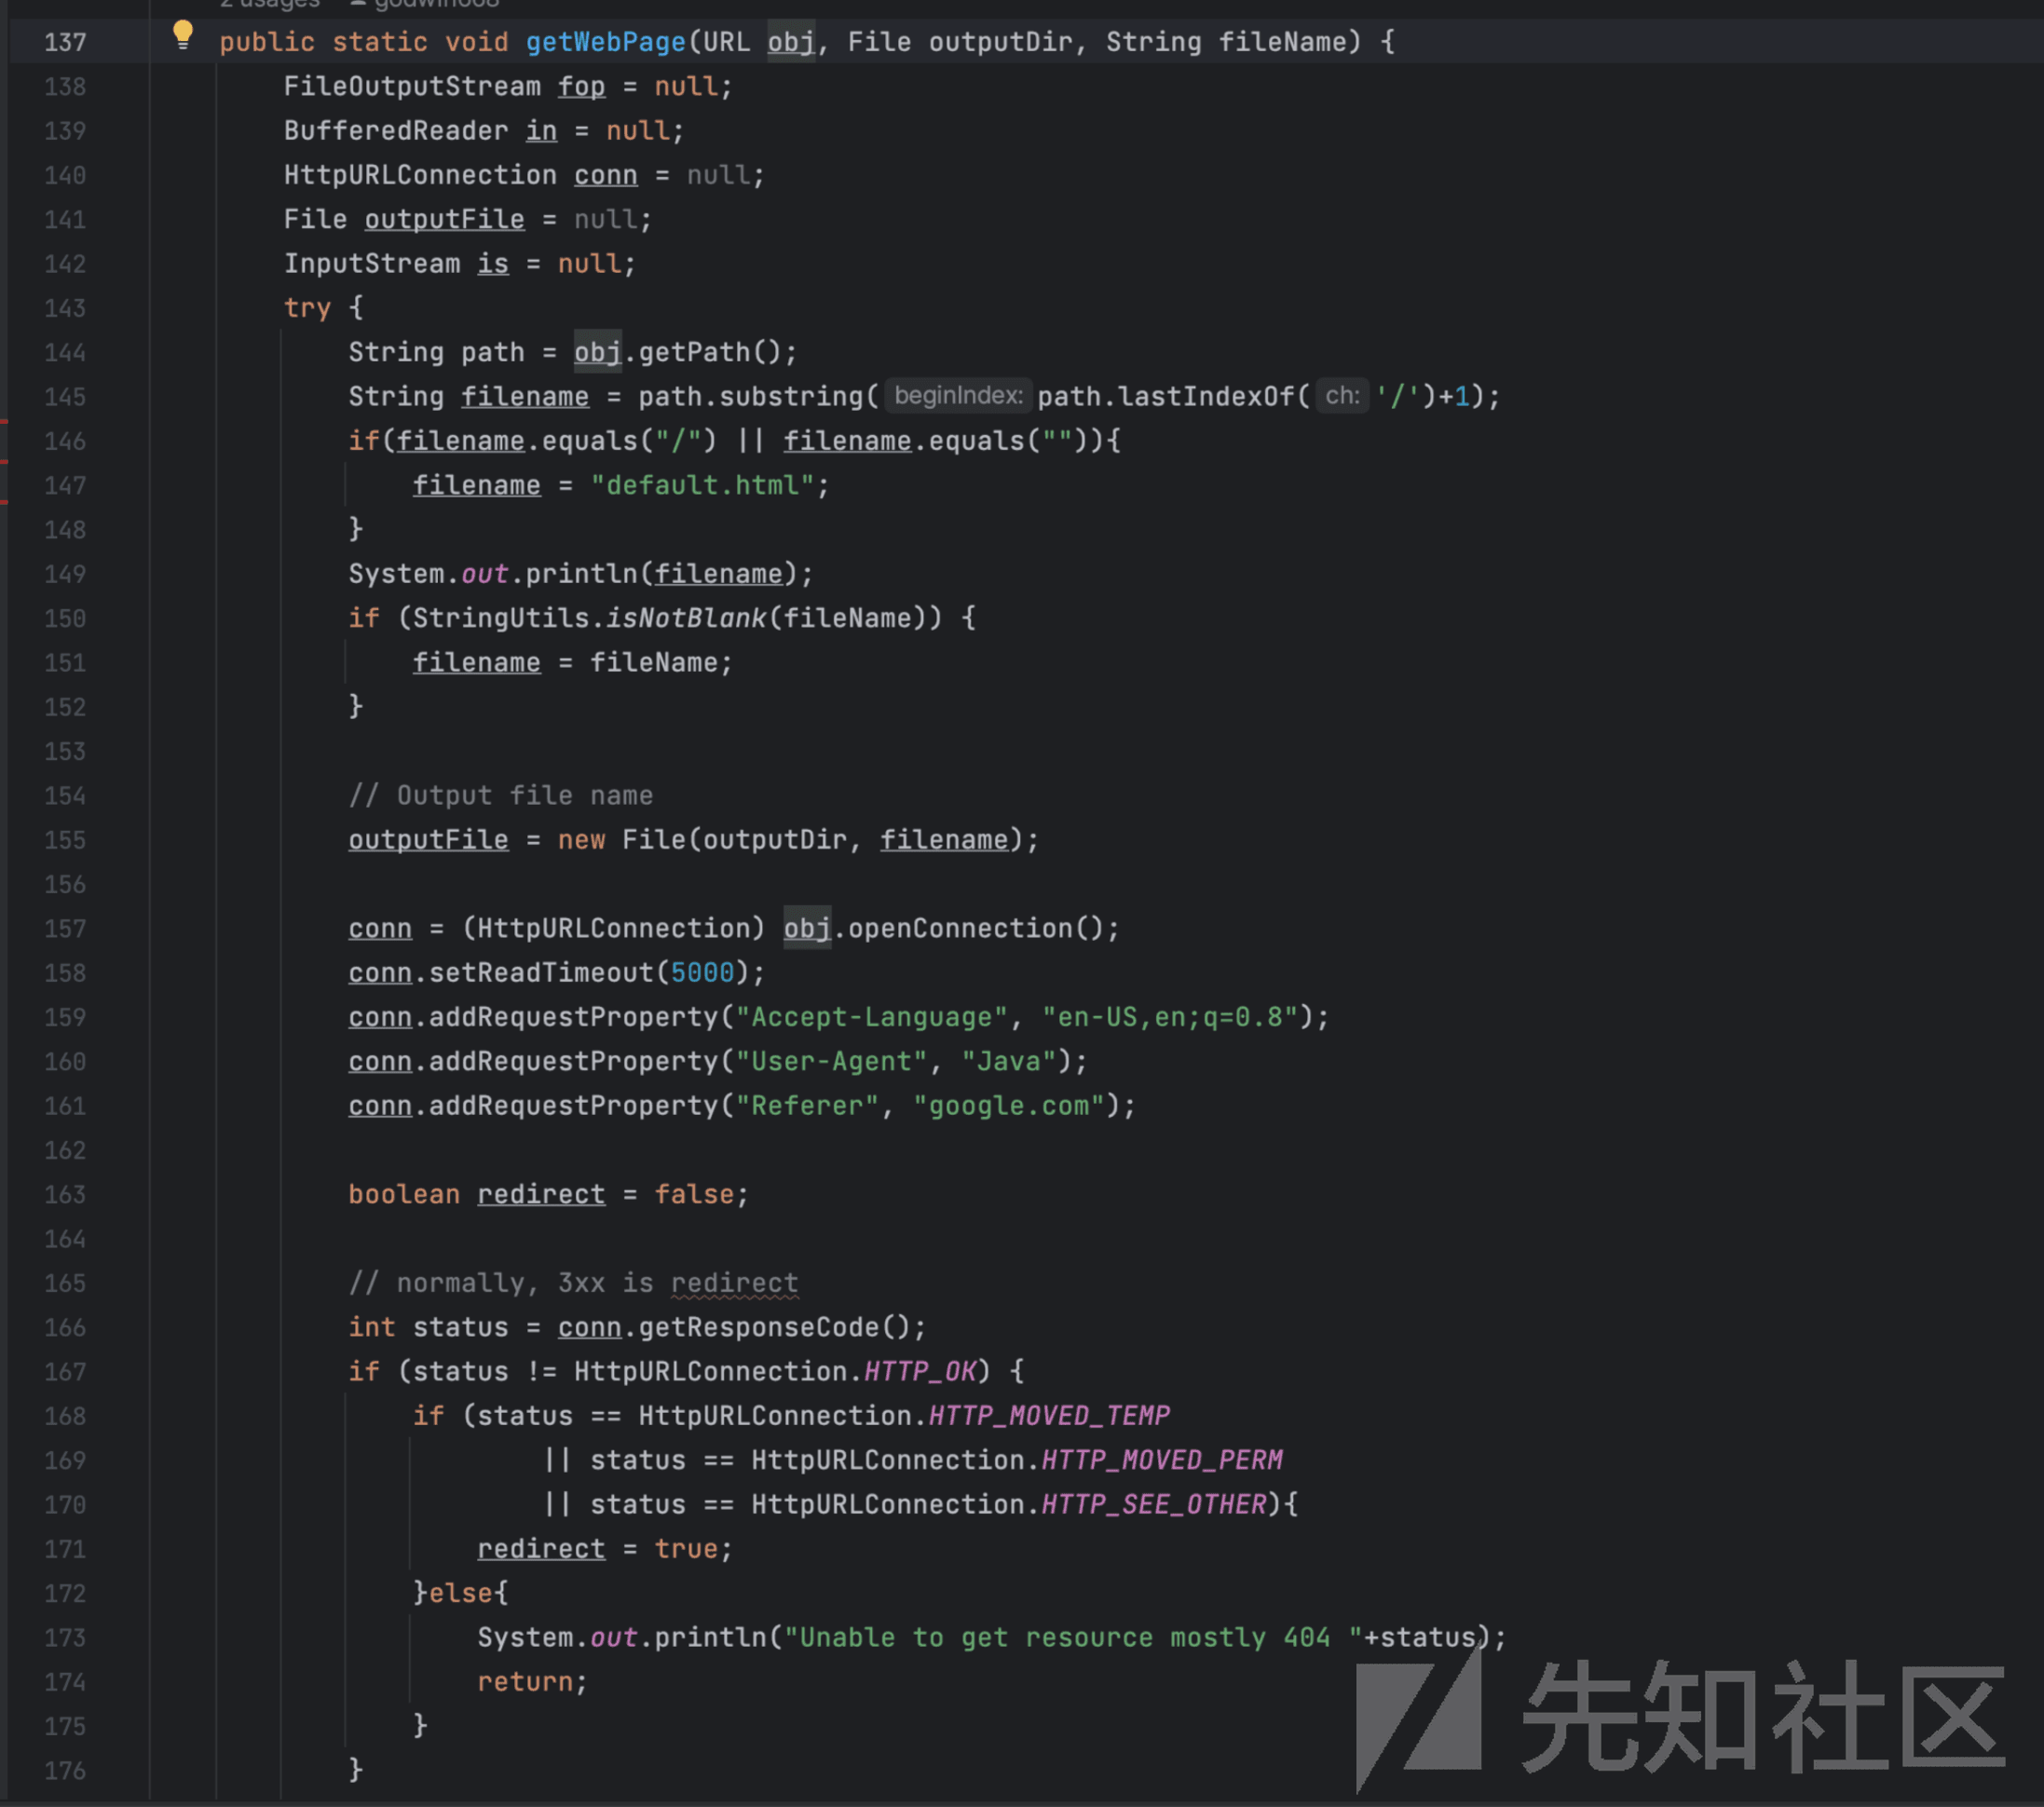 2 usages godwin668
137 public static void getWebPage(URL obj, File outputDir, String fileName) {
138 FileOutputStream fop = null;
139 BufferedReader in = null;
140 HttpURLConnection conn = null;
141 File outputFile = null;
142 InputStream is = null;
143 try {
144 String path = obj.getPath();
145 String filename = path.substring( beginIndex: path.lastIndexOf( ch: '/')+1);
146 if(filename.equals("/") || filename.equals("")){
147 filename = "default.html";
148 }
149 System.out.println(filename);
150 if (StringUtils.isNotBlank(fileName)) {
151 filename = fileName;
152 }
153
154 // Output file name
155 outputFile = new File(outputDir, filename);
156
157 conn = (HttpURLConnection) obj.openConnection();
158 conn.setReadTimeout(5000);
159 conn.addRequestProperty("Accept-Language", "en-US,en;q=0.8");
160 conn.addRequestProperty("User-Agent", "Java");
161 conn.addRequestProperty("Referer", "google.com");
162
163 boolean redirect = false;
164
165 // normally, 3xx is redirect
166 int status = conn.getResponseCode();
167 if (status != HttpURLConnection.HTTP_OK) {
168 if (status == HttpURLConnection.HTTP_MOVED_TEMP
169 || status == HttpURLConnection.HTTP_MOVED_PERM
170 || status == HttpURLConnection.HTTP_SEE_OTHER){
171 redirect = true;
172 }else{
173 System.out.println("Unable to get resource mostly 404 "+status);
174 return;
175 }
176 }
先知社区